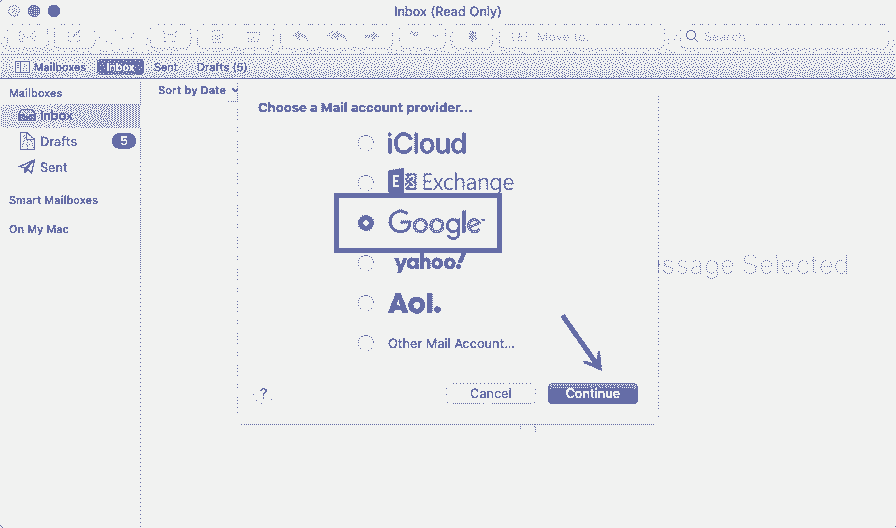 Inbox (Read Only)
Move to...
Search
Mailboxes Inbox Sent Drafts (5)
Mailboxes
Inbox
Drafts 5
Sent
Smart Mailboxes
On My Mac
Sort by Date
Choose a Mail account provider...
iCloud
E Exchange
Google
yahoo!
Aol.
Other Mail Account...
? Cancel Continue
ssage Selected